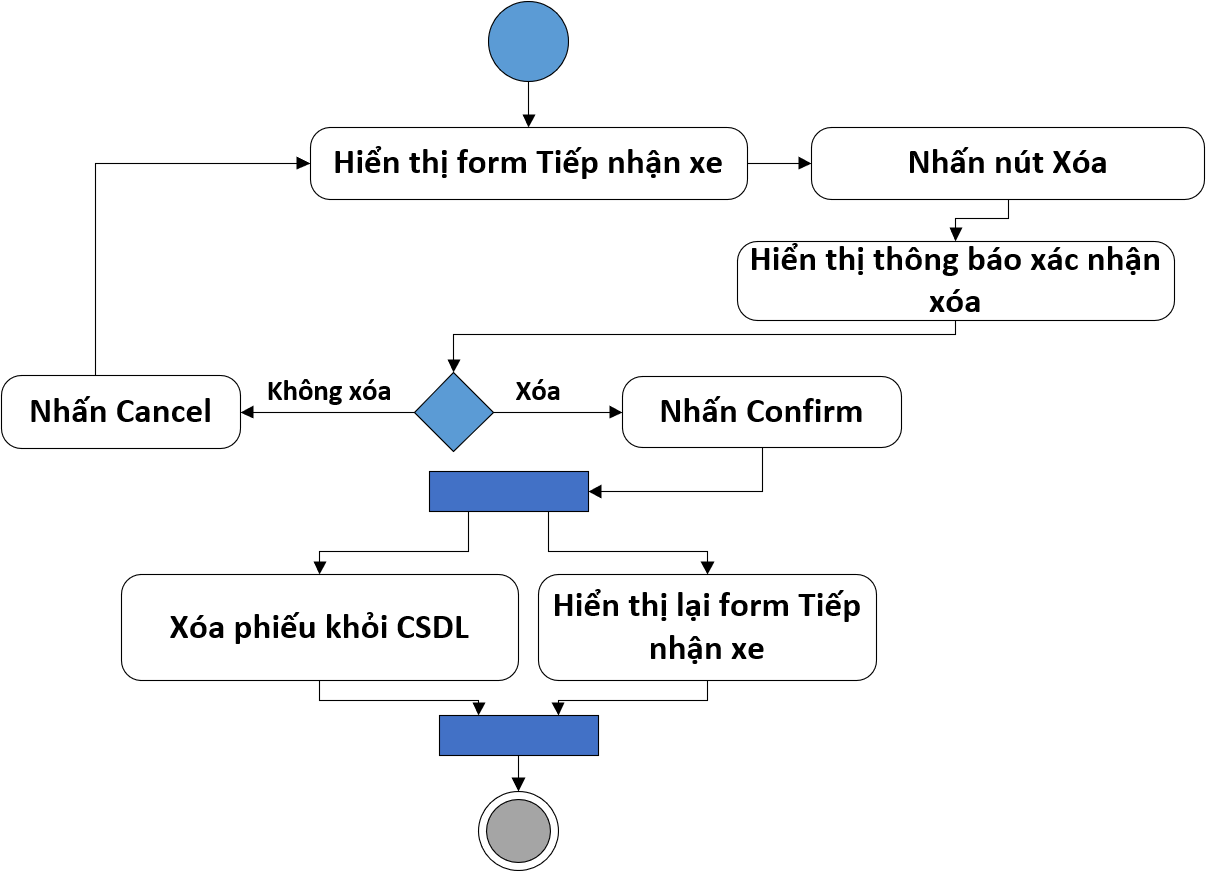 Hiển thị form Tiếp nhận xe
Nhấn nút Xóa
Hiển thị thông báo xác nhận
xóa
Không xóa
Xóa
Nhấn Cancel
Nhấn Confirm
Xóa phiếu khỏi CSDL
Hiển thị lại form Tiếp
nhận xe